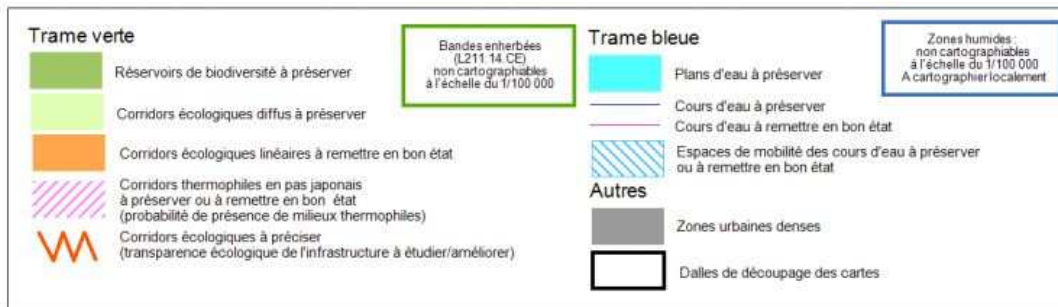 Trame verte
Réservoirs de biodiversité à préserver
Corridors écologiques diffus à préserver
Corridors écologiques linéaires à remettre en bon état
Corridors thermophiles en pas japonais
à préserver ou à remettre en bon état
(probabilité de présence de milieux thermophiles)
Corridors écologiques à préciser
(transparence écologique de l'infrastructure à étudier/améliorer)
Bandes enherbées
(L211.14 CE)
non cartographiables
à l'échelle du 1/100 000
Trame bleue
Plans d'eau à préserver
Cours d'eau à préserver
Cours d'eau à remettre en bon état
Espaces de mobilité des cours d'eau à préserver
ou à remettre en bon état
Autres
Zones urbaines denses
Dalles de découpage des cartes
Zones humides :
non cartographiables
à l'échelle du 1/100 000
A cartographier localement